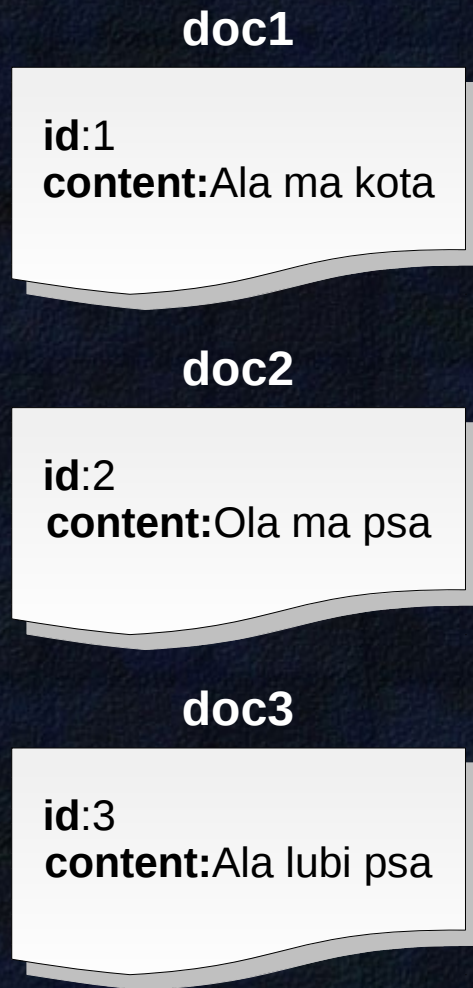 doc1
id:1
content:Ala ma kota
doc2
id:2
content:Ola ma psa
doc3
id:3
content:Ala lubi psa